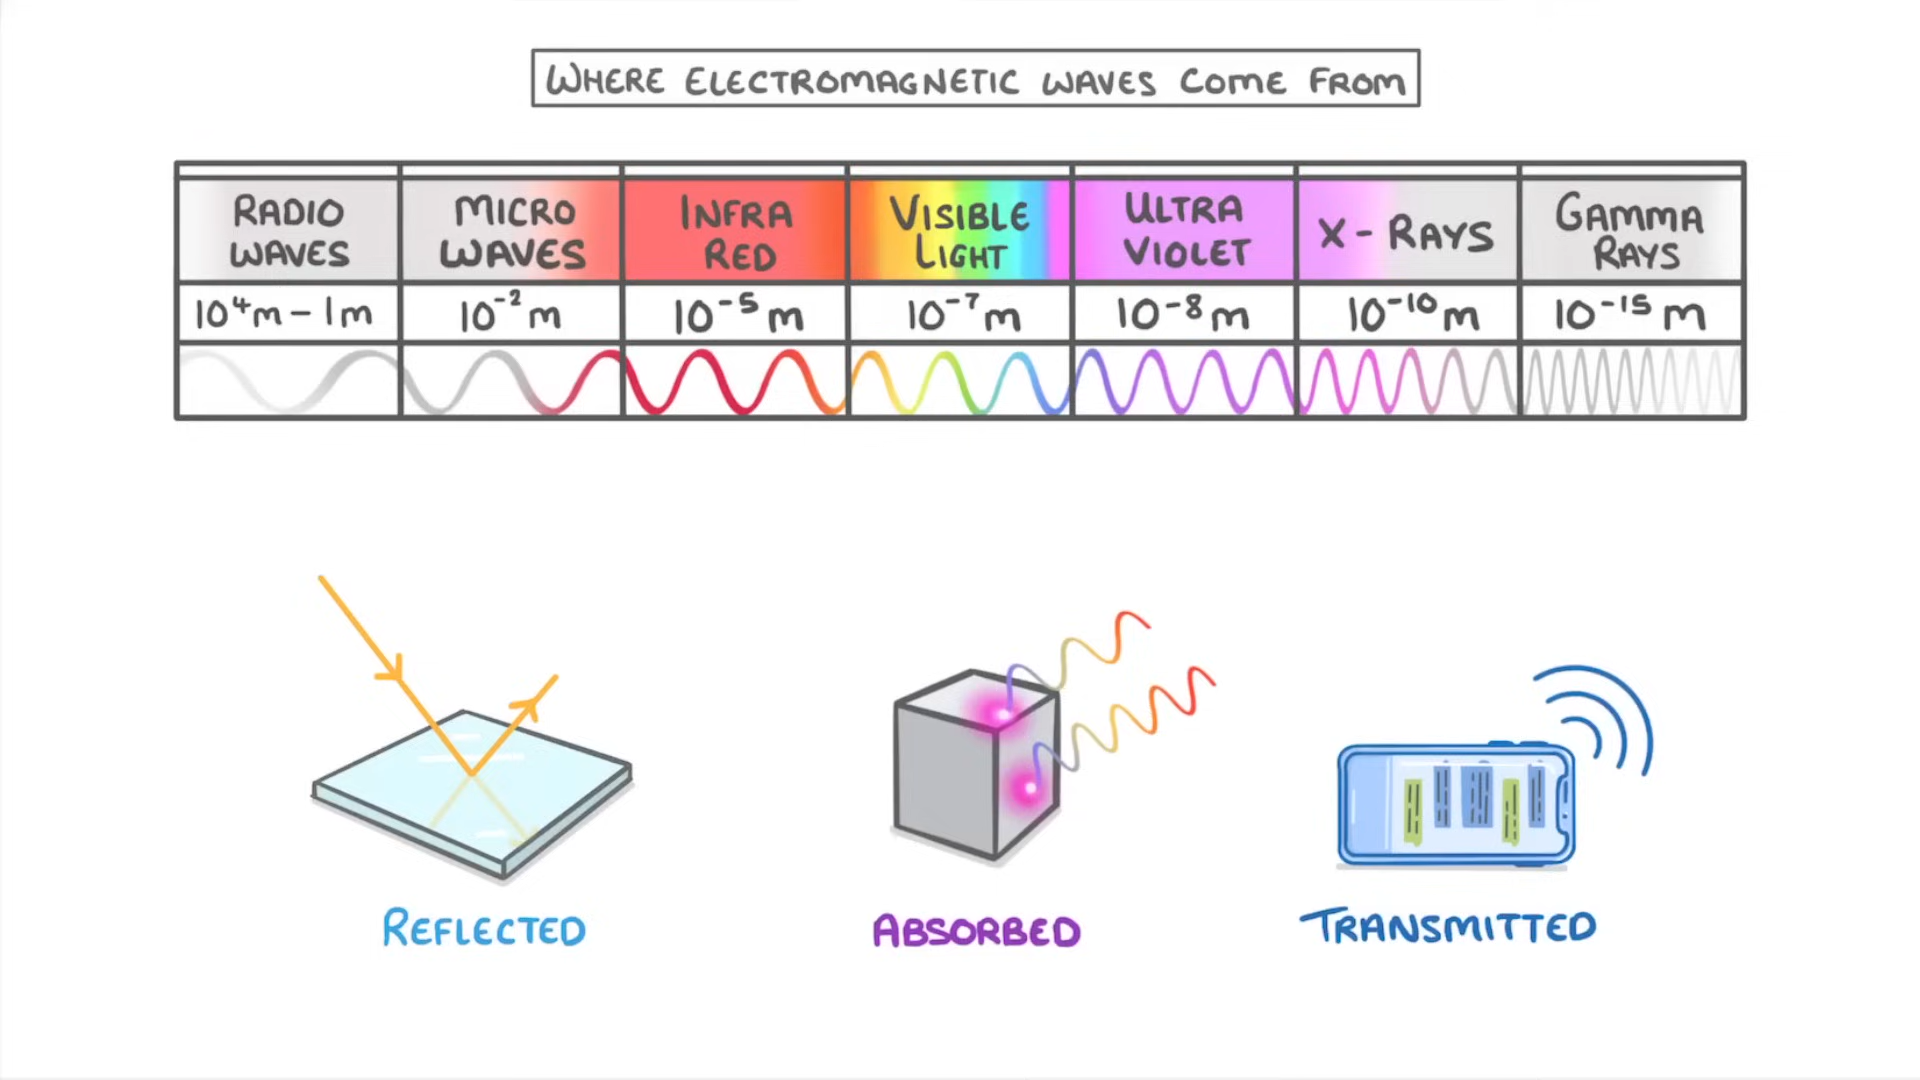 WHERE ELECTROMAGNETIC WAVES COME FROM
RADIO WAVES
MICRO WAVES
INFRA RED
VISIBLE LIGHT
ULTRA VIOLET
X-RAYS
GAMMA RAYS
10⁴m - 1m
10⁻²m
10⁻⁵m
10⁻⁷m
10⁻⁸m
10⁻¹⁰m
10⁻¹⁵m
REFLECTED
ABSORBED
TRANSMITTED